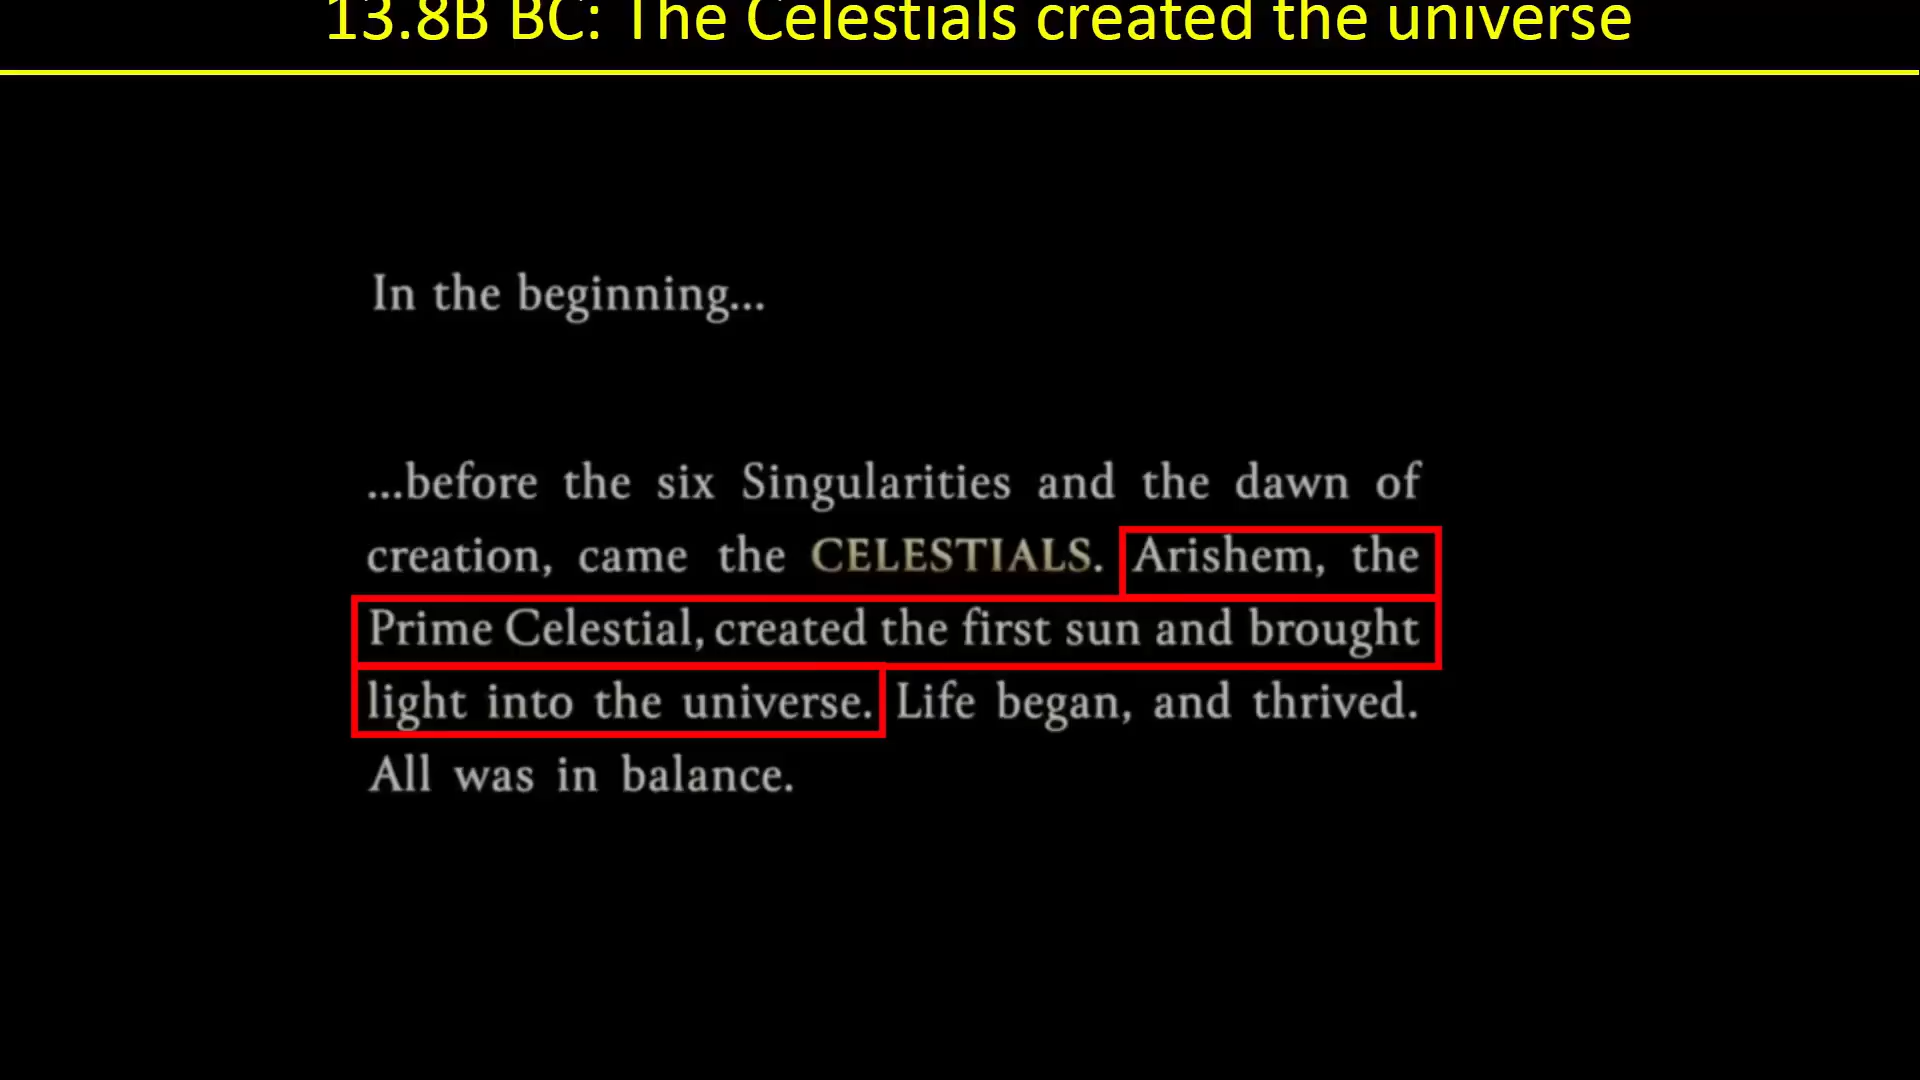 13.8B BC: The Celestials created the universe
In the beginning...
...before the six Singularities and the dawn of
creation, came the CELESTIALS. Arishem, the
Prime Celestial, created the first sun and brought
light into the universe. Life began, and thrived.
All was in balance.